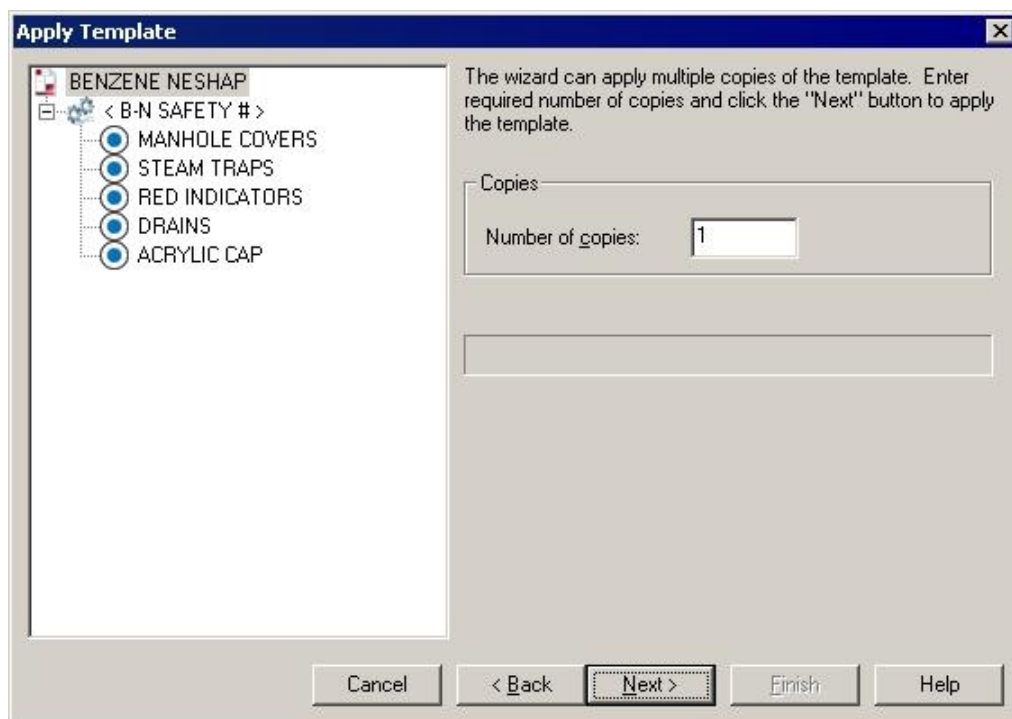 Apply Template
BENZENE NESHAP
< B-N SAFETY # >
MANHOLE COVERS
STEAM TRAPS
RED INDICATORS
DRAINS
ACRYLIC CAP
The wizard can apply multiple copies of the template. Enter
required number of copies and click the "Next" button to apply
the template.
Copies
Number of copies: 1
Cancel < Back Next > Finish Help